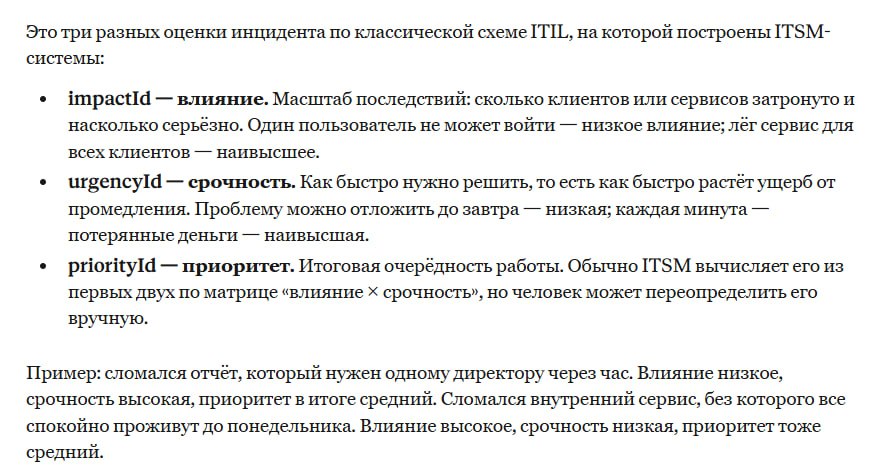 Это три разных оценки инцидента по классической схеме ITIL, на которой построены ITSM-
системы:
• impactId — влияние. Масштаб последствий: сколько клиентов или сервисов затронуто и
насколько серьёзно. Один пользователь не может войти — низкое влияние; лёг сервис для
всех клиентов — наивысшее.
• urgencyId — срочность. Как быстро нужно решить, то есть как быстро растёт ущерб от
промедления. Проблему можно отложить до завтра — низкая; каждая минута —
потерянные деньги — наивысшая.
• priorityId — приоритет. Итоговая очерёдность работы. Обычно ITSM вычисляет его из
первых двух по матрице «влияние × срочность», но человек может переопределить его
вручную.
Пример: сломался отчёт, который нужен одному директору через час. Влияние низкое,
срочность высокая, приоритет в итоге средний. Сломался внутренний сервис, без которого все
спокойно проживут до понедельника. Влияние высокое, срочность низкая, приоритет тоже
средний.